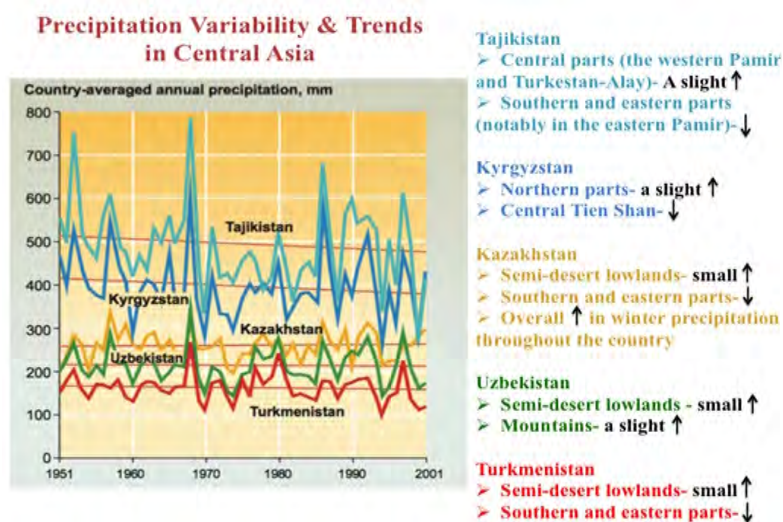 Precipitation Variability & Trends
in Central Asia
Country-averaged annual precipitation, mm
800
700
600
500
400
300
200
100
0
Tajikistan
Kyrgyzstan
Kazakhstan
Uzbekistan
Turkmenistan
1951
1960
1970
1980
1990
2001
Tajikistan
➢ Central parts (the western Pamir
and Turkestan-Alay)- A slight ↑
➢ Southern and eastern parts
(notably in the eastern Pamir)- ↓
Kyrgyzstan
➢ Northern parts- a slight ↑
➢ Central Tien Shan- ↓
Kazakhstan
➢ Semi-desert lowlands- small ↑
➢ Southern and eastern parts- ↓
➢ Overall ↑ in winter precipitation
throughout the country
Uzbekistan
➢ Semi-desert lowlands - small ↑
➢ Mountains- a slight ↑
Turkmenistan
➢ Semi-desert lowlands- small ↑
➢ Southern and eastern parts- ↓